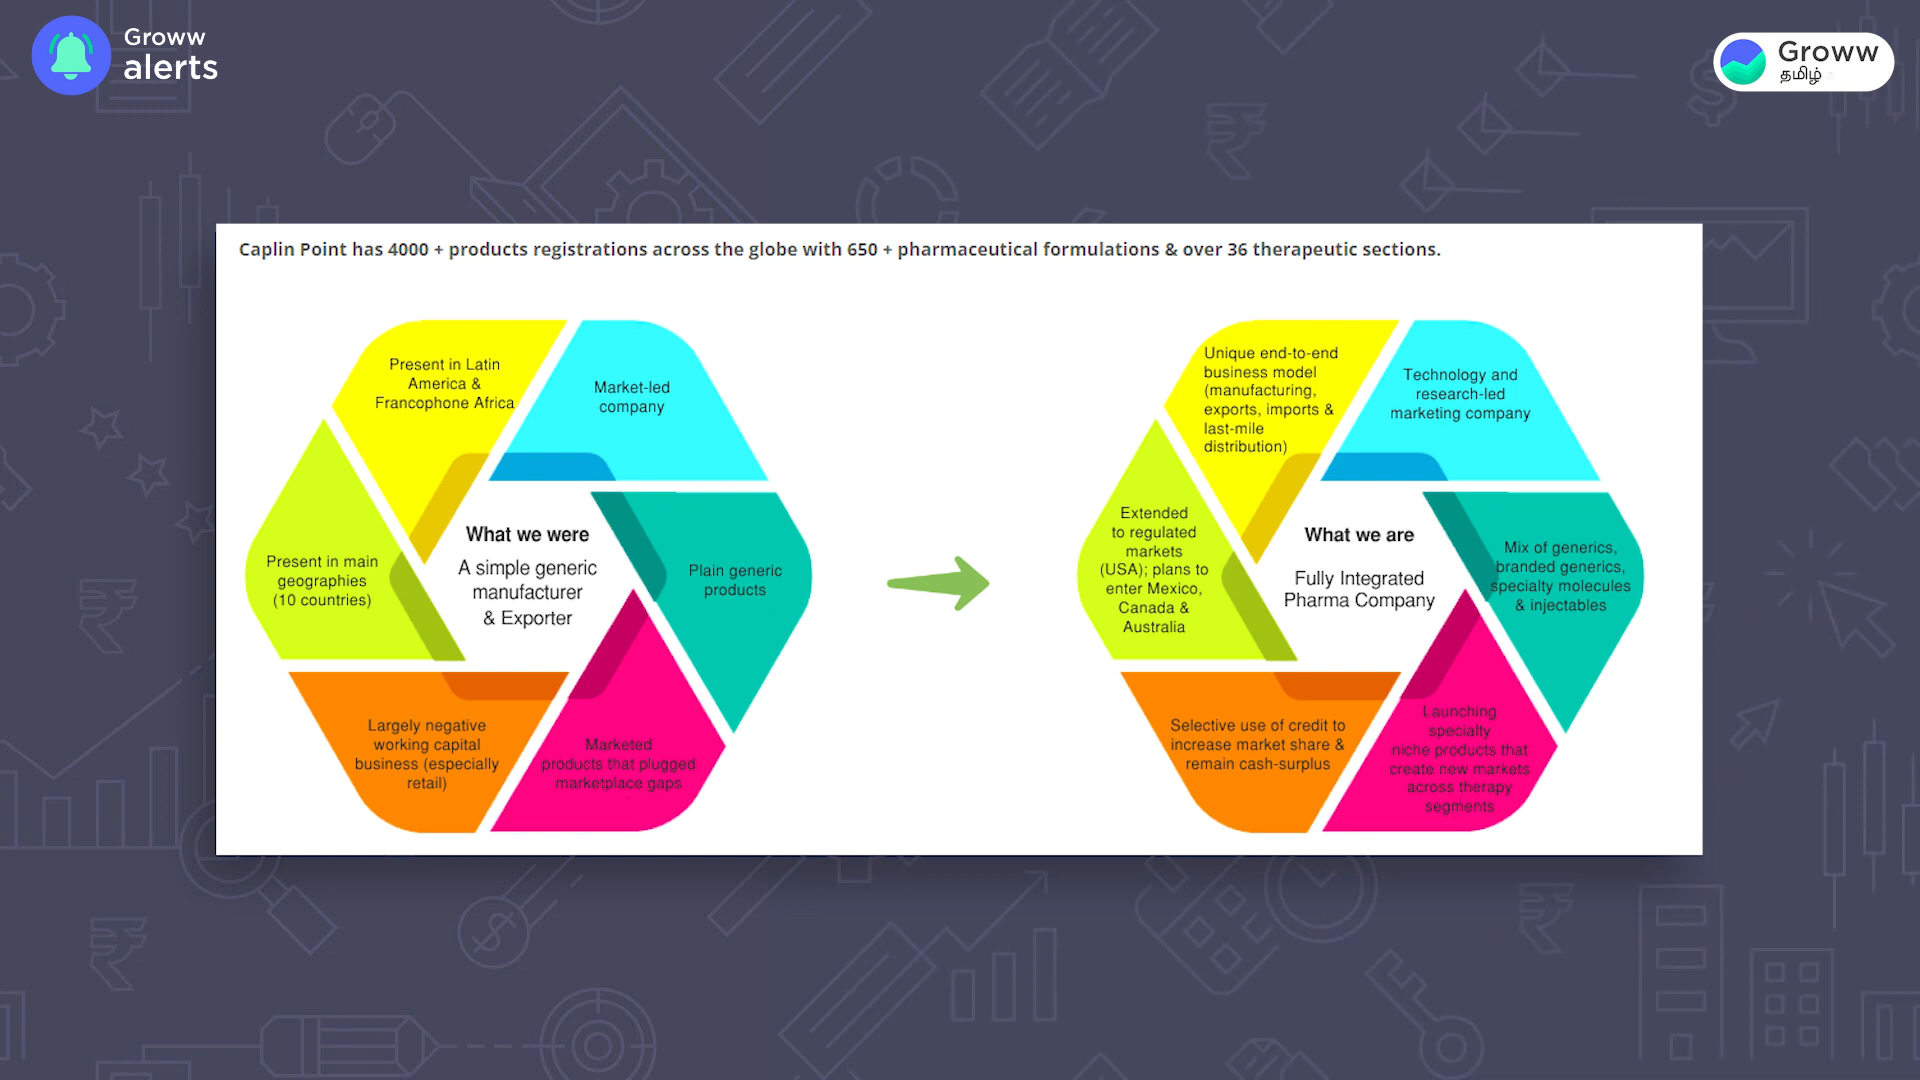 Groww
alerts
Groww
தமிழ்
Caplin Point has 4000 + products registrations across the globe with 650 + pharmaceutical formulations & over 36 therapeutic sections.
Present in Latin
America &
Francophone Africa
Market-led
company
Plain generic
products
Marketed
products that plugged
marketplace gaps
Largely negative
working capital
business (especially
retail)
Present in main
geographies
(10 countries)
What we were
A simple generic
manufacturer
& Exporter
Unique end-to-end
business model
(manufacturing,
exports, imports &
last-mile
distribution)
Technology and
research-led
marketing company
Mix of generics,
branded generics,
specialty molecules
& injectables
Launching
specialty
niche products that
create new markets
across therapy
segments
Selective use of credit to
increase market share &
remain cash-surplus
Extended
to regulated
markets
(USA); plans to
enter Mexico,
Canada &
Australia
What we are
Fully Integrated
Pharma Company